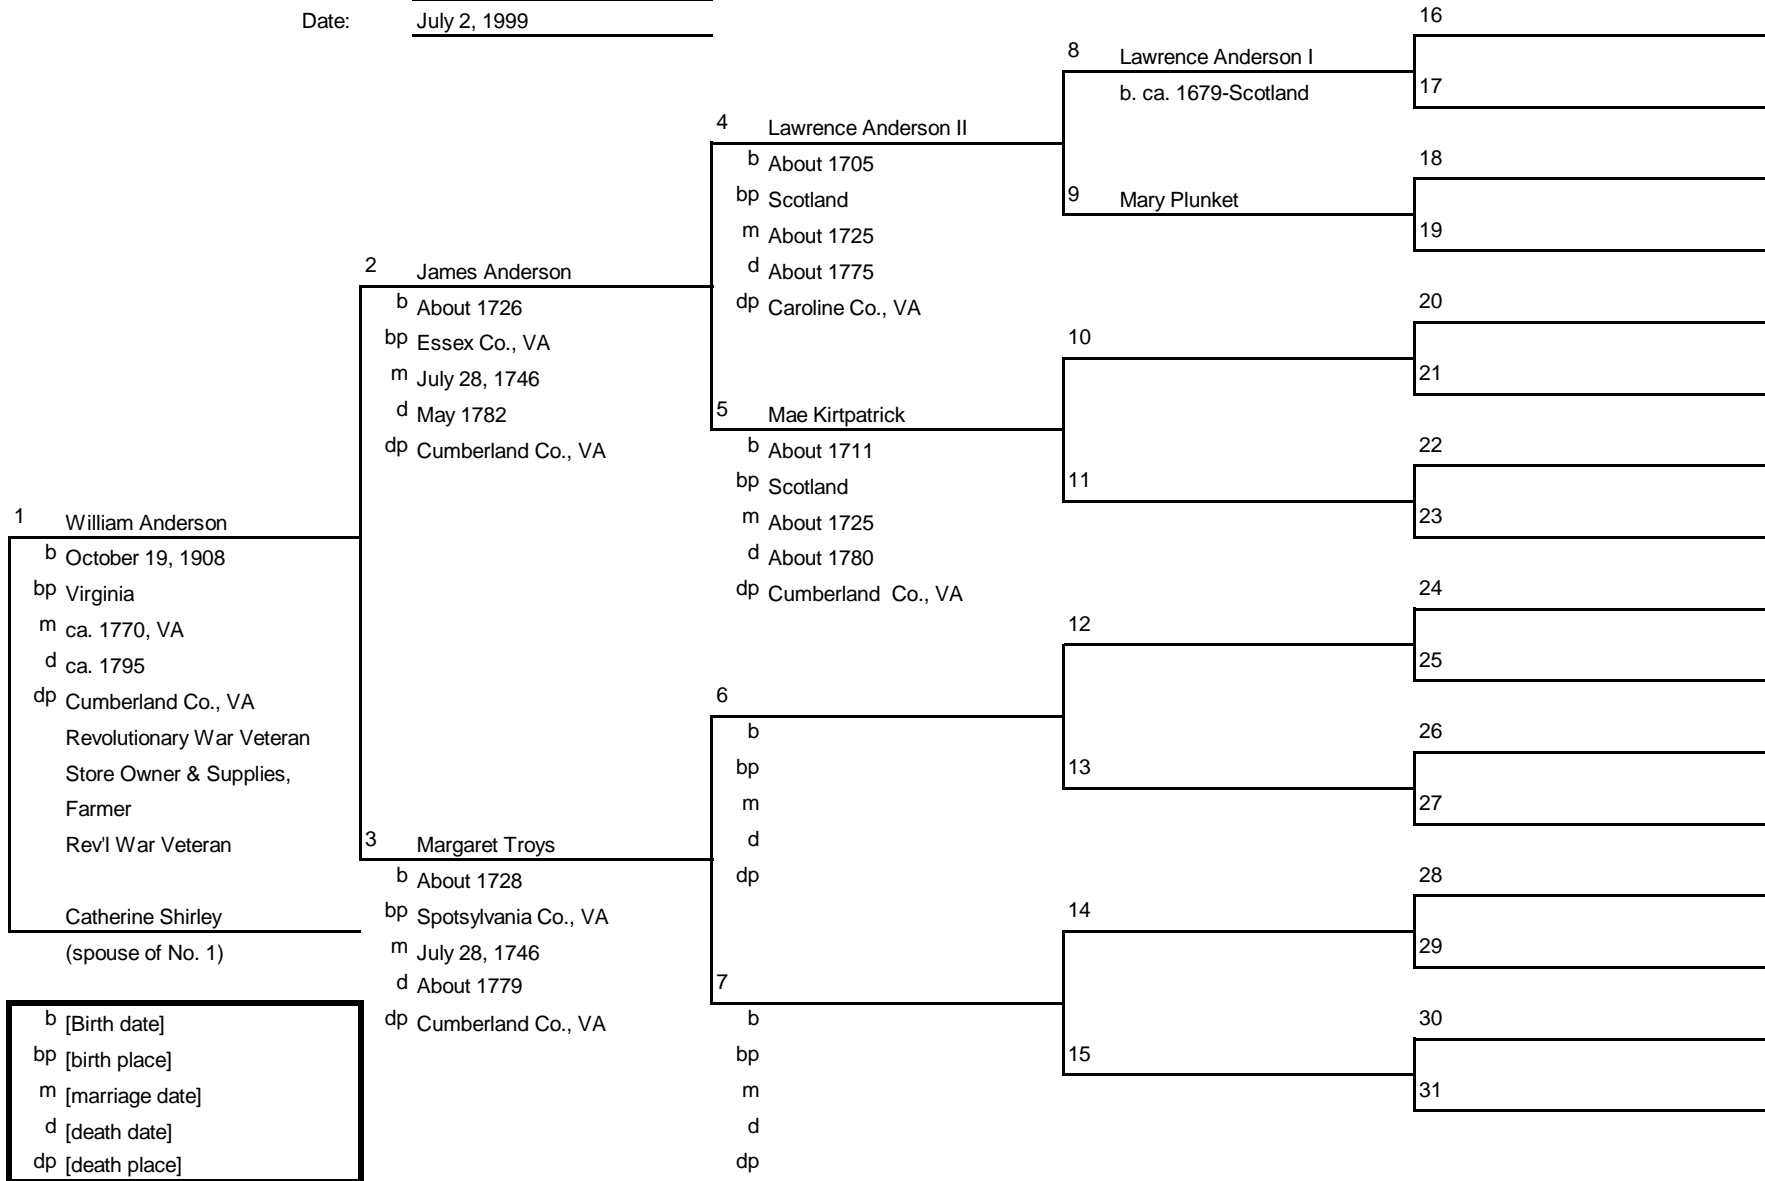 Date: July 2, 1999
1 William Anderson
b October 19, 1908
bp Virginia
m ca. 1770, VA
d ca. 1795
dp Cumberland Co., VA
Revolutionary War Veteran
Store Owner & Supplies,
Farmer
Rev'l War Veteran
Catherine Shirley
(spouse of No. 1)
b [Birth date]
bp [birth place]
m [marriage date]
d [death date]
dp [death place]
2 James Anderson
b About 1726
bp Essex Co., VA
m July 28, 1746
d May 1782
dp Cumberland Co., VA
3 Margaret Troys
b About 1728
bp Spotsylvania Co., VA
m July 28, 1746
d About 1779
dp Cumberland Co., VA
4 Lawrence Anderson II
b About 1705
bp Scotland
m About 1725
d About 1775
dp Caroline Co., VA
5 Mae Kirtpatrick
b About 1711
bp Scotland
m About 1725
d About 1780
dp Cumberland Co., VA
6
b
bp
m
d
dp
7
b
bp
m
d
dp
8 Lawrence Anderson I
b. ca. 1679-Scotland
9 Mary Plunket
10
11
12
13
14
15
16
17
18
19
20
21
22
23
24
25
26
27
28
29
30
31